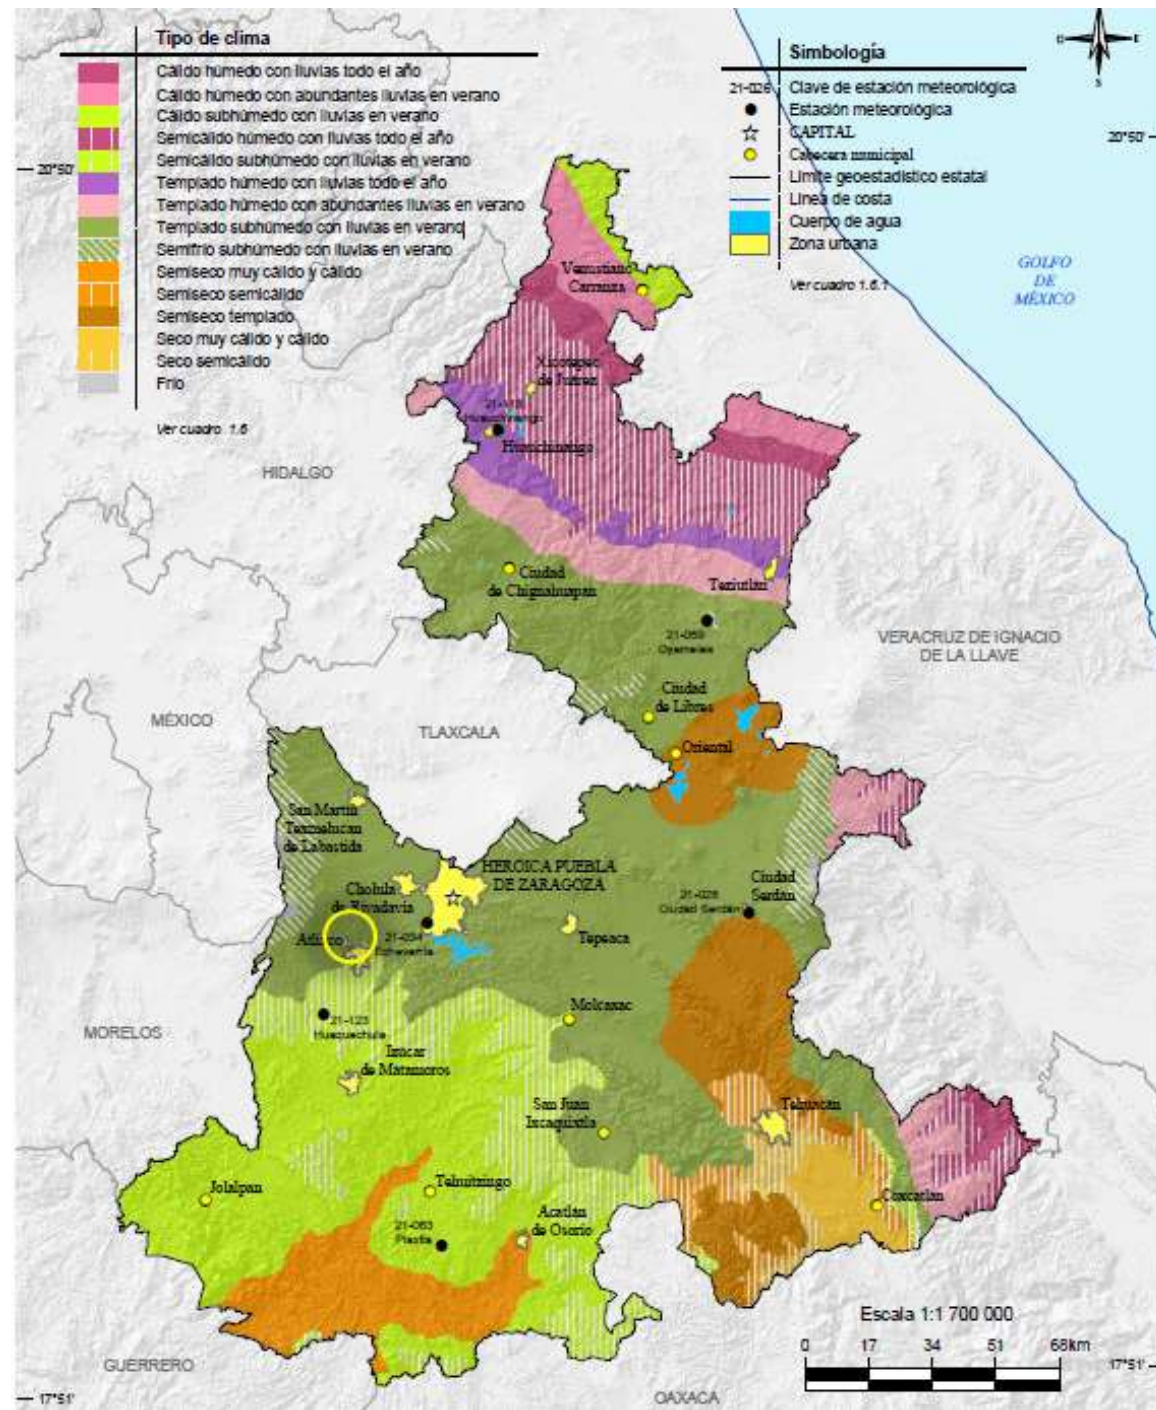 Tipo de clima
Cálido húmedo con lluvias todo el año
Cálido húmedo con abundantes lluvias en verano
Cálido subhúmedo con lluvias en verano
Semicálido húmedo con lluvias todo el año
Semicálido subhúmedo con lluvias en verano
Templado húmedo con lluvias todo el año
Templado húmedo con abundantes lluvias en verano
Templado subhúmedo con lluvias en verano
Semifrío subhúmedo con lluvias en verano
Semiseco muy cálido y cálido
Semiseco semicálido
Semiseco templado
Seco muy cálido y cálido
Seco semicálido
Frío
Ver cuadro 1.6
Simbología
21-026 Clave de estación meteorológica
Estación meteorológica
CAPITAL
Cabecera municipal
Límite geoestadístico estatal
Línea de costa
Cuerpo de agua
Zona urbana
Ver cuadro 1.6.1
E
S
20°50'
20°50'
GOLFO
DE
MÉXICO
Venustiano
Carranza
Xicotepec
de Juárez
Huauchinango
Huauchinango
HIDALGO
Ciudad
de Chignahuapan
Teziutlán
21-059
Oyameles
VERACRUZ DE IGNACIO
DE LA LLAVE
Ciudad
de Libres
MÉXICO
TLAXCALA
Oriental
San Martín
Texmelucan
de Labastida
HEROICA PUEBLA
DE ZARAGOZA
Cholula
de Rivadavia
Ciudad
Serdán
21-026
Ciudad Serdán
Atlixco
21-034
Echeverría
Tepeaca
Molcaxac
21-123
Huaquechula
MORELOS
Izúcar
de Matamoros
San Juan
Ixcaquixtla
Tehuacán
Jolalpan
Tehuitzingo
Coxcatlán
Acatlán
de Osorio
21-063
Piaxtla
Escala 1:1 700 000
0 17 34 51 68km
GUERRERO
OAXACA
17°51'
17°51'